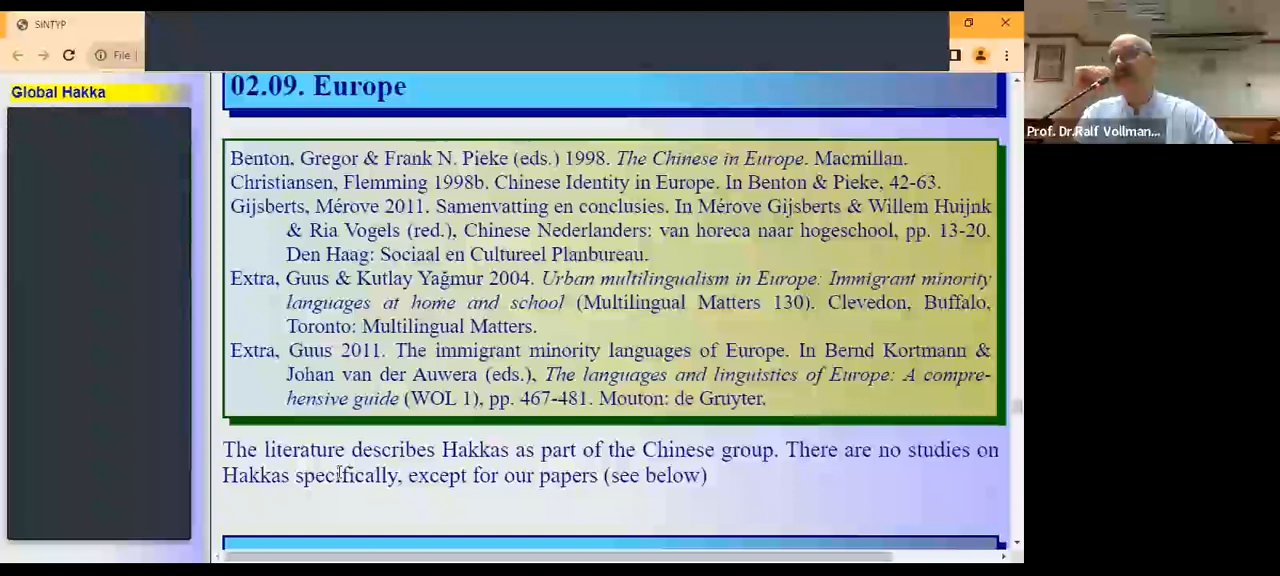 SiNTYP
File
Global Hakka
02.09. Europe
Benton, Gregor & Frank N. Pieke (eds.) 1998. The Chinese in Europe. Macmillan.
Christiansen, Flemming 1998b. Chinese Identity in Europe. In Benton & Pieke, 42-63.
Gijsberts, Mérove 2011. Samenvatting en conclusies. In Mérove Gijsberts & Willem Huijnk
& Ria Vogels (red.), Chinese Nederlanders: van horeca naar hogeschool, pp. 13-20.
Den Haag: Sociaal en Cultureel Planbureau.
Extra, Guus & Kutlay Yağmur 2004. Urban multilingualism in Europe: Immigrant minority
languages at home and school (Multilingual Matters 130). Clevedon, Buffalo,
Toronto: Multilingual Matters.
Extra, Guus 2011. The immigrant minority languages of Europe. In Bernd Kortmann &
Johan van der Auwera (eds.), The languages and linguistics of Europe: A compre-
hensive guide (WOL 1), pp. 467-481. Mouton: de Gruyter.
The literature describes Hakkas as part of the Chinese group. There are no studies on
Hakkas specifically, except for our papers (see below)
Prof. Dr.Ralf Vollman...